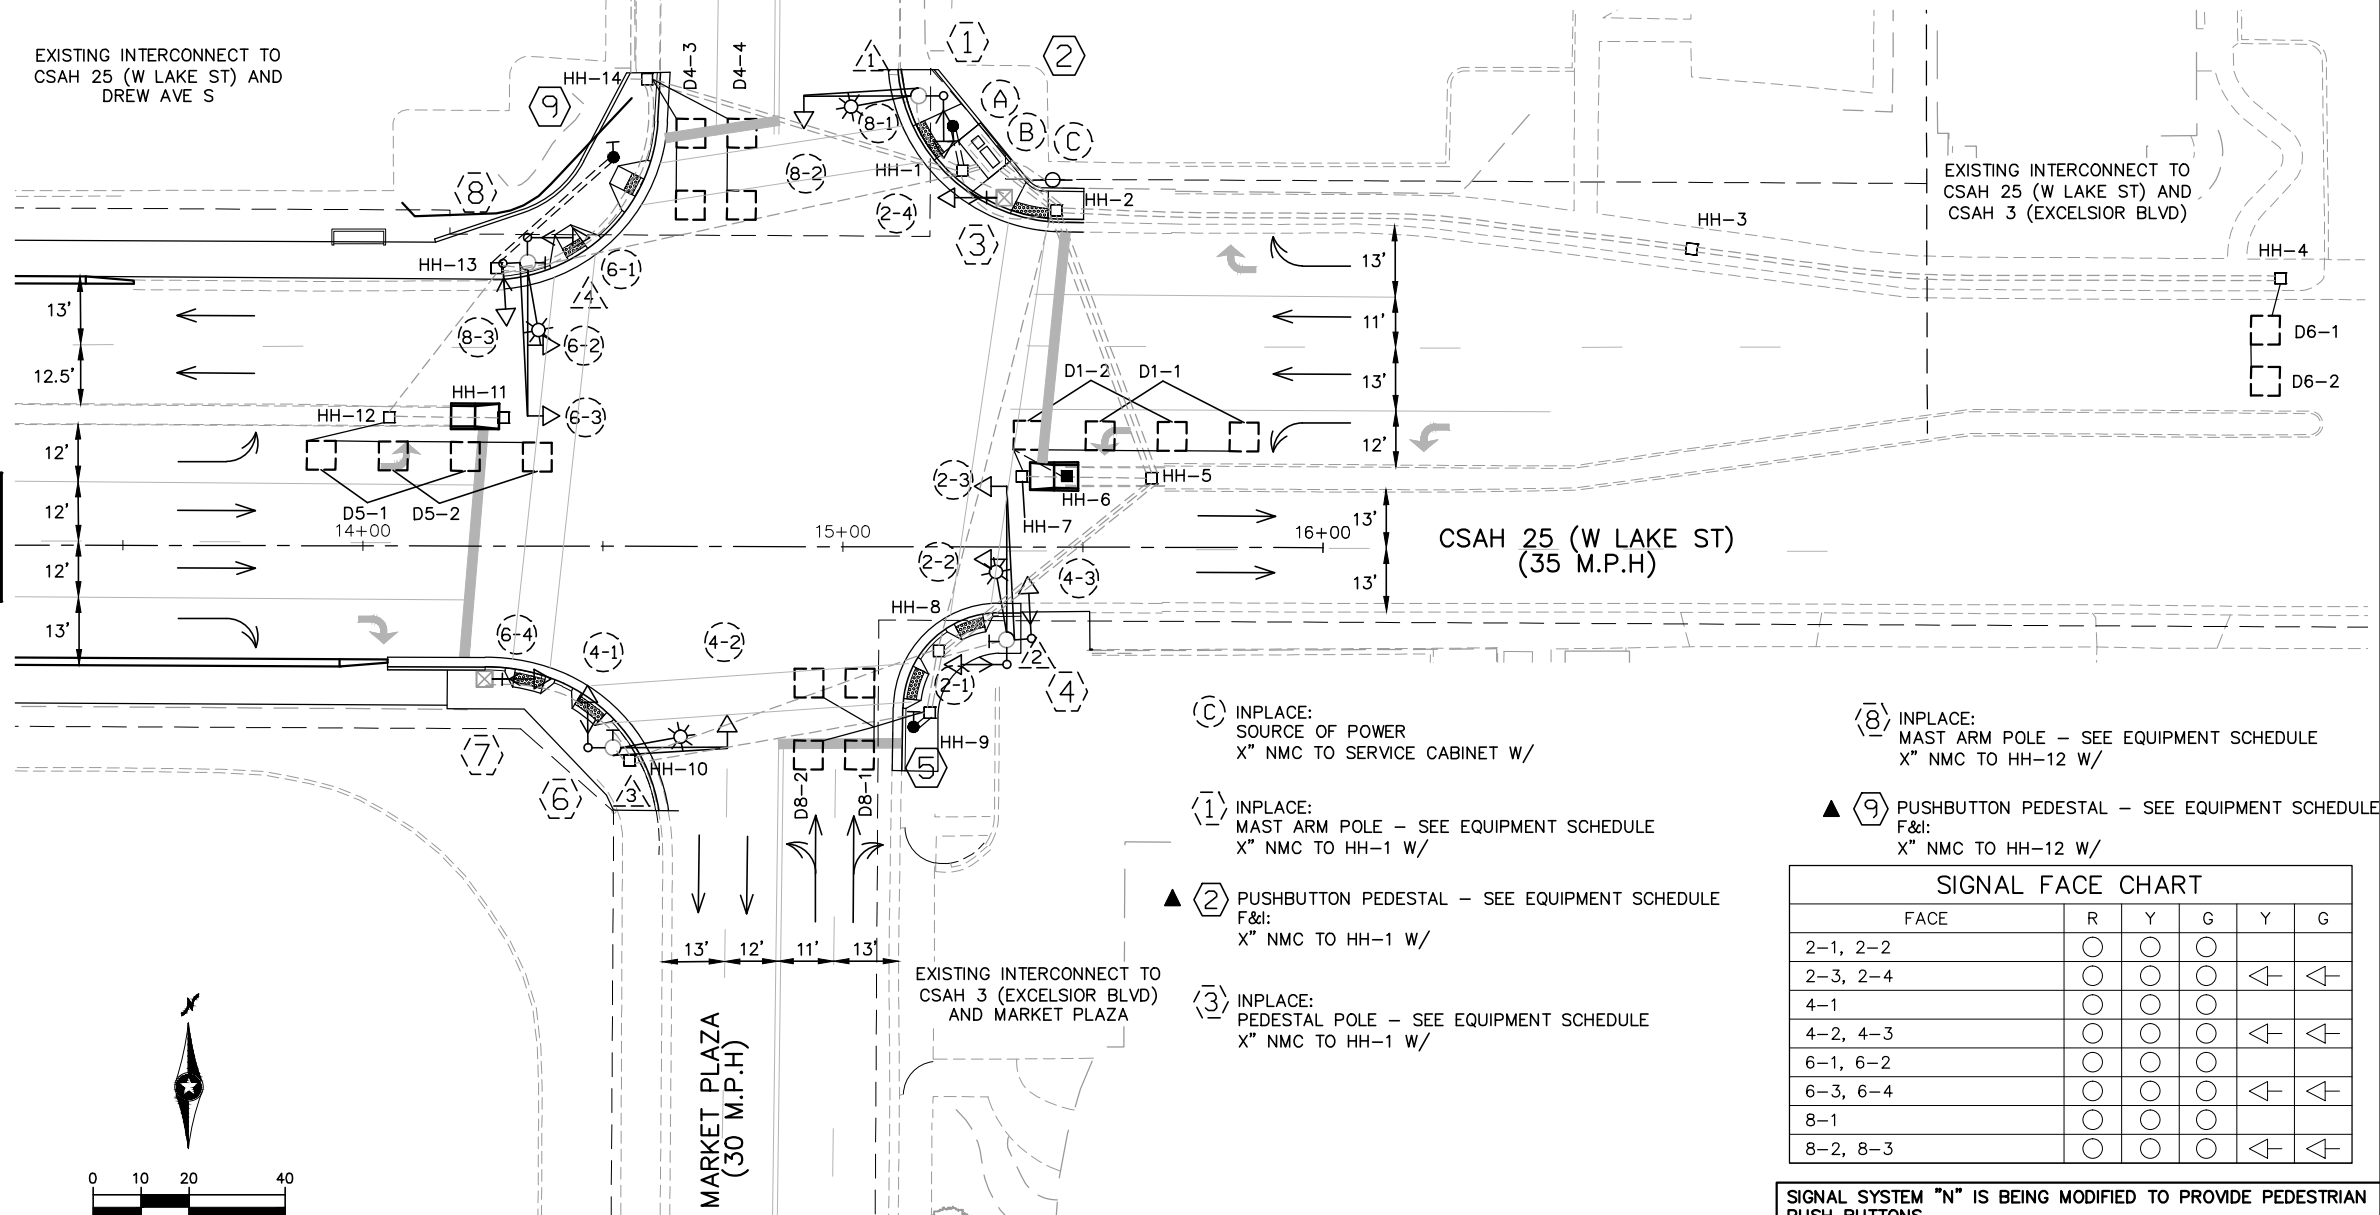 EXISTING INTERCONNECT TO
CSAH 25 (W LAKE ST) AND
DREW AVE S
HH-14
D4-3
D4-4
9
8
1
1
2
A
B
C
8-1
8-2
HH-1
2-4
HH-2
3
HH-3
EXISTING INTERCONNECT TO
CSAH 25 (W LAKE ST) AND
CSAH 3 (EXCELSIOR BLVD)
HH-4
HH-13
6-1
4
8-3
6-2
6-3
HH-11
HH-12
13'
12.5'
12'
12'
12'
13'
D5-1
D5-2
14+00
15+00
16+00
D1-2
D1-1
13'
11'
13'
12'
13'
13'
D6-1
D6-2
2-3
HH-5
HH-6
HH-7
2-2
4-3
CSAH 25 (W LAKE ST)
(35 M.P.H)
HH-8
6-4
4-1
4-2
2
2-1
4
7
6
3
HH-10
HH-9
5
D8-2
D8-1
13'
12'
11'
13'
MARKET PLAZA
(30 M.P.H)
EXISTING INTERCONNECT TO
CSAH 3 (EXCELSIOR BLVD)
AND MARKET PLAZA
N
0 10 20 40
C INPLACE:
SOURCE OF POWER
X" NMC TO SERVICE CABINET W/
1 INPLACE:
MAST ARM POLE – SEE EQUIPMENT SCHEDULE
X" NMC TO HH-1 W/
2 PUSHBUTTON PEDESTAL – SEE EQUIPMENT SCHEDULE
F&I:
X" NMC TO HH-1 W/
3 INPLACE:
PEDESTAL POLE – SEE EQUIPMENT SCHEDULE
X" NMC TO HH-1 W/
8 INPLACE:
MAST ARM POLE – SEE EQUIPMENT SCHEDULE
X" NMC TO HH-12 W/
9 PUSHBUTTON PEDESTAL – SEE EQUIPMENT SCHEDULE
F&I:
X" NMC TO HH-12 W/
SIGNAL FACE CHART
FACE R Y G Y G
2-1, 2-2
2-3, 2-4
4-1
4-2, 4-3
6-1, 6-2
6-3, 6-4
8-1
8-2, 8-3
SIGNAL SYSTEM "N" IS BEING MODIFIED TO PROVIDE PEDESTRIAN
PUSH BUTTONS